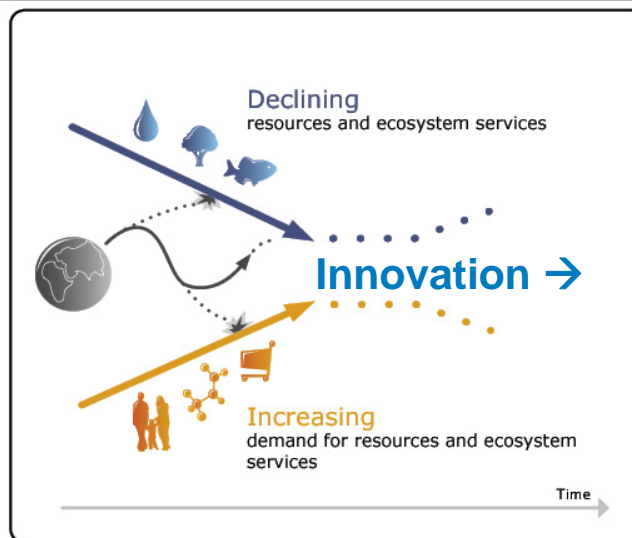 Declining
resources and ecosystem services
Innovation →
Increasing
demand for resources and ecosystem
services
Time